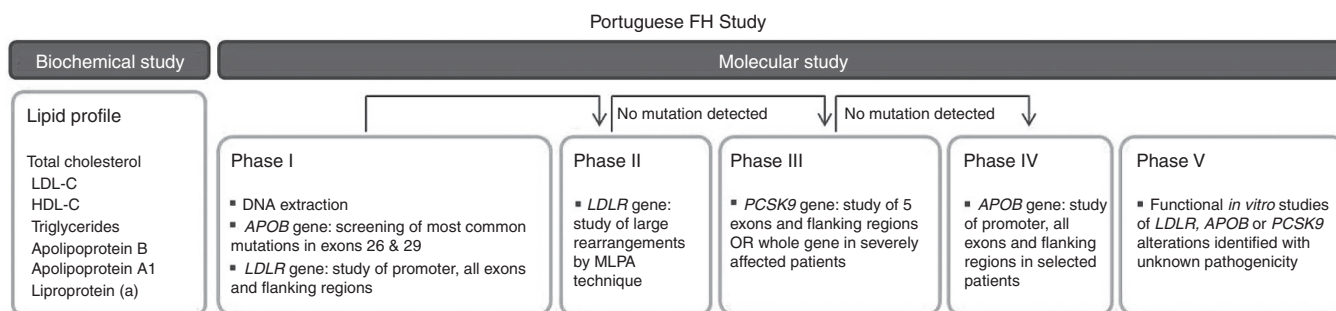 Portuguese FH Study
Biochemical study
Molecular study
Lipid profile
Total cholesterol
LDL-C
HDL-C
Triglycerides
Apolipoprotein B
Apolipoprotein A1
Liproprotein (a)
No mutation detected
No mutation detected
Phase I
▪ DNA extraction
▪ APOB gene: screening of most common
mutations in exons 26 & 29
▪ LDLR gene: study of promoter, all exons
and flanking regions
Phase II
▪ LDLR gene:
study of large
rearrangements
by MLPA
technique
Phase III
▪ PCSK9 gene: study of 5
exons and flanking regions
OR whole gene in severely
affected patients
Phase IV
▪ APOB gene: study
of promoter, all
exons and flanking
regions in selected
patients
Phase V
▪ Functional in vitro studies
of LDLR, APOB or PCSK9
alterations identified with
unknown pathogenicity